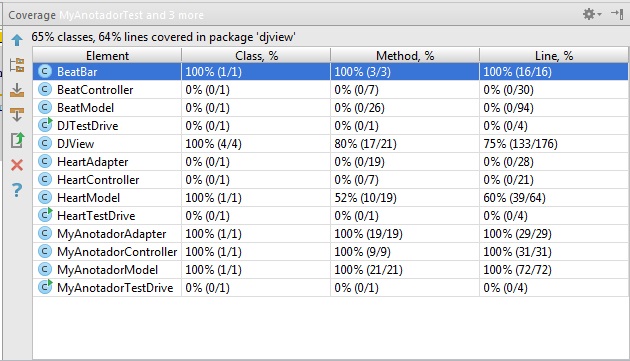 Coverage MyAnotadorTest and 3 more
65% classes, 64% lines covered in package 'djview'
Element Class, % Method, % Line, %
BeatBar 100% (1/1) 100% (3/3) 100% (16/16)
BeatController 0% (0/1) 0% (0/7) 0% (0/30)
BeatModel 0% (0/1) 0% (0/26) 0% (0/94)
DJTestDrive 0% (0/1) 0% (0/1) 0% (0/4)
DJView 100% (4/4) 80% (17/21) 75% (133/176)
HeartAdapter 0% (0/1) 0% (0/19) 0% (0/28)
HeartController 0% (0/1) 0% (0/7) 0% (0/21)
HeartModel 100% (1/1) 52% (10/19) 60% (39/64)
HeartTestDrive 0% (0/1) 0% (0/1) 0% (0/4)
MyAnotadorAdapter 100% (1/1) 100% (19/19) 100% (29/29)
MyAnotadorController 100% (1/1) 100% (9/9) 100% (31/31)
MyAnotadorModel 100% (1/1) 100% (21/21) 100% (72/72)
MyAnotadorTestDrive 0% (0/1) 0% (0/1) 0% (0/4)